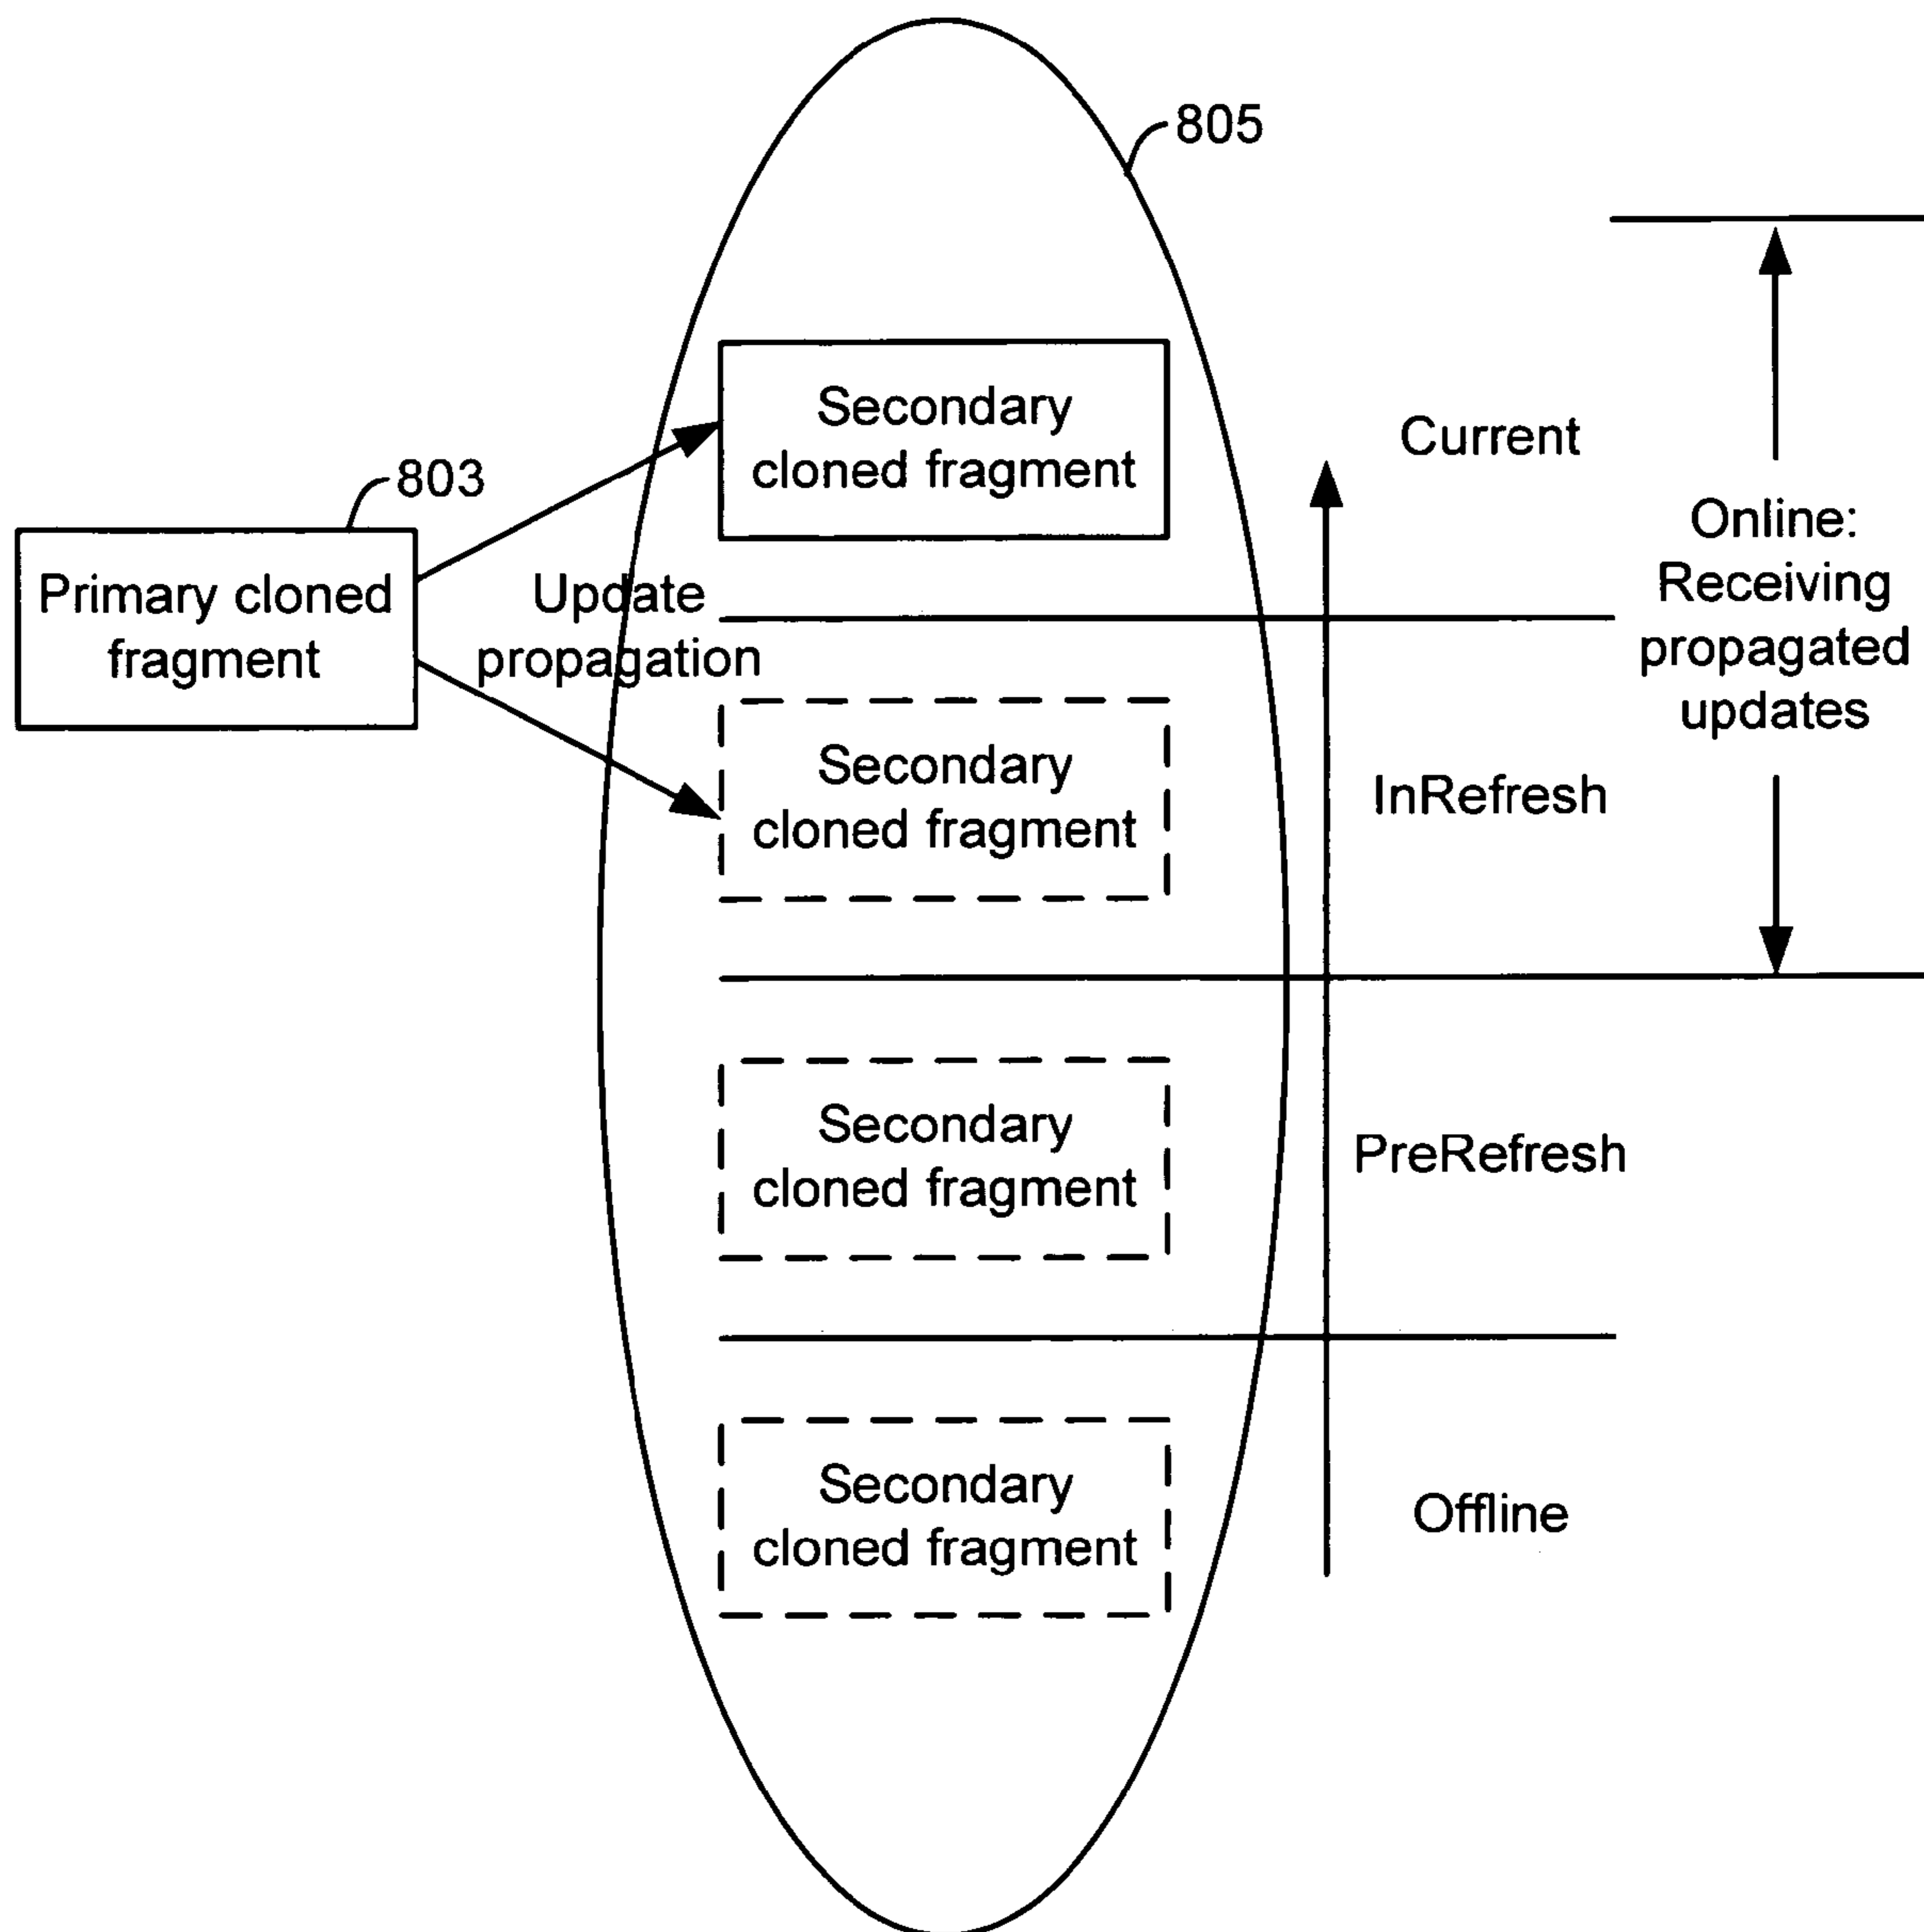 805
Secondary
cloned fragment
Current
803
Primary cloned
fragment
Update
propagation
Online:
Receiving
propagated
updates
Secondary
cloned fragment
InRefresh
Secondary
cloned fragment
PreRefresh
Secondary
cloned fragment
Offline